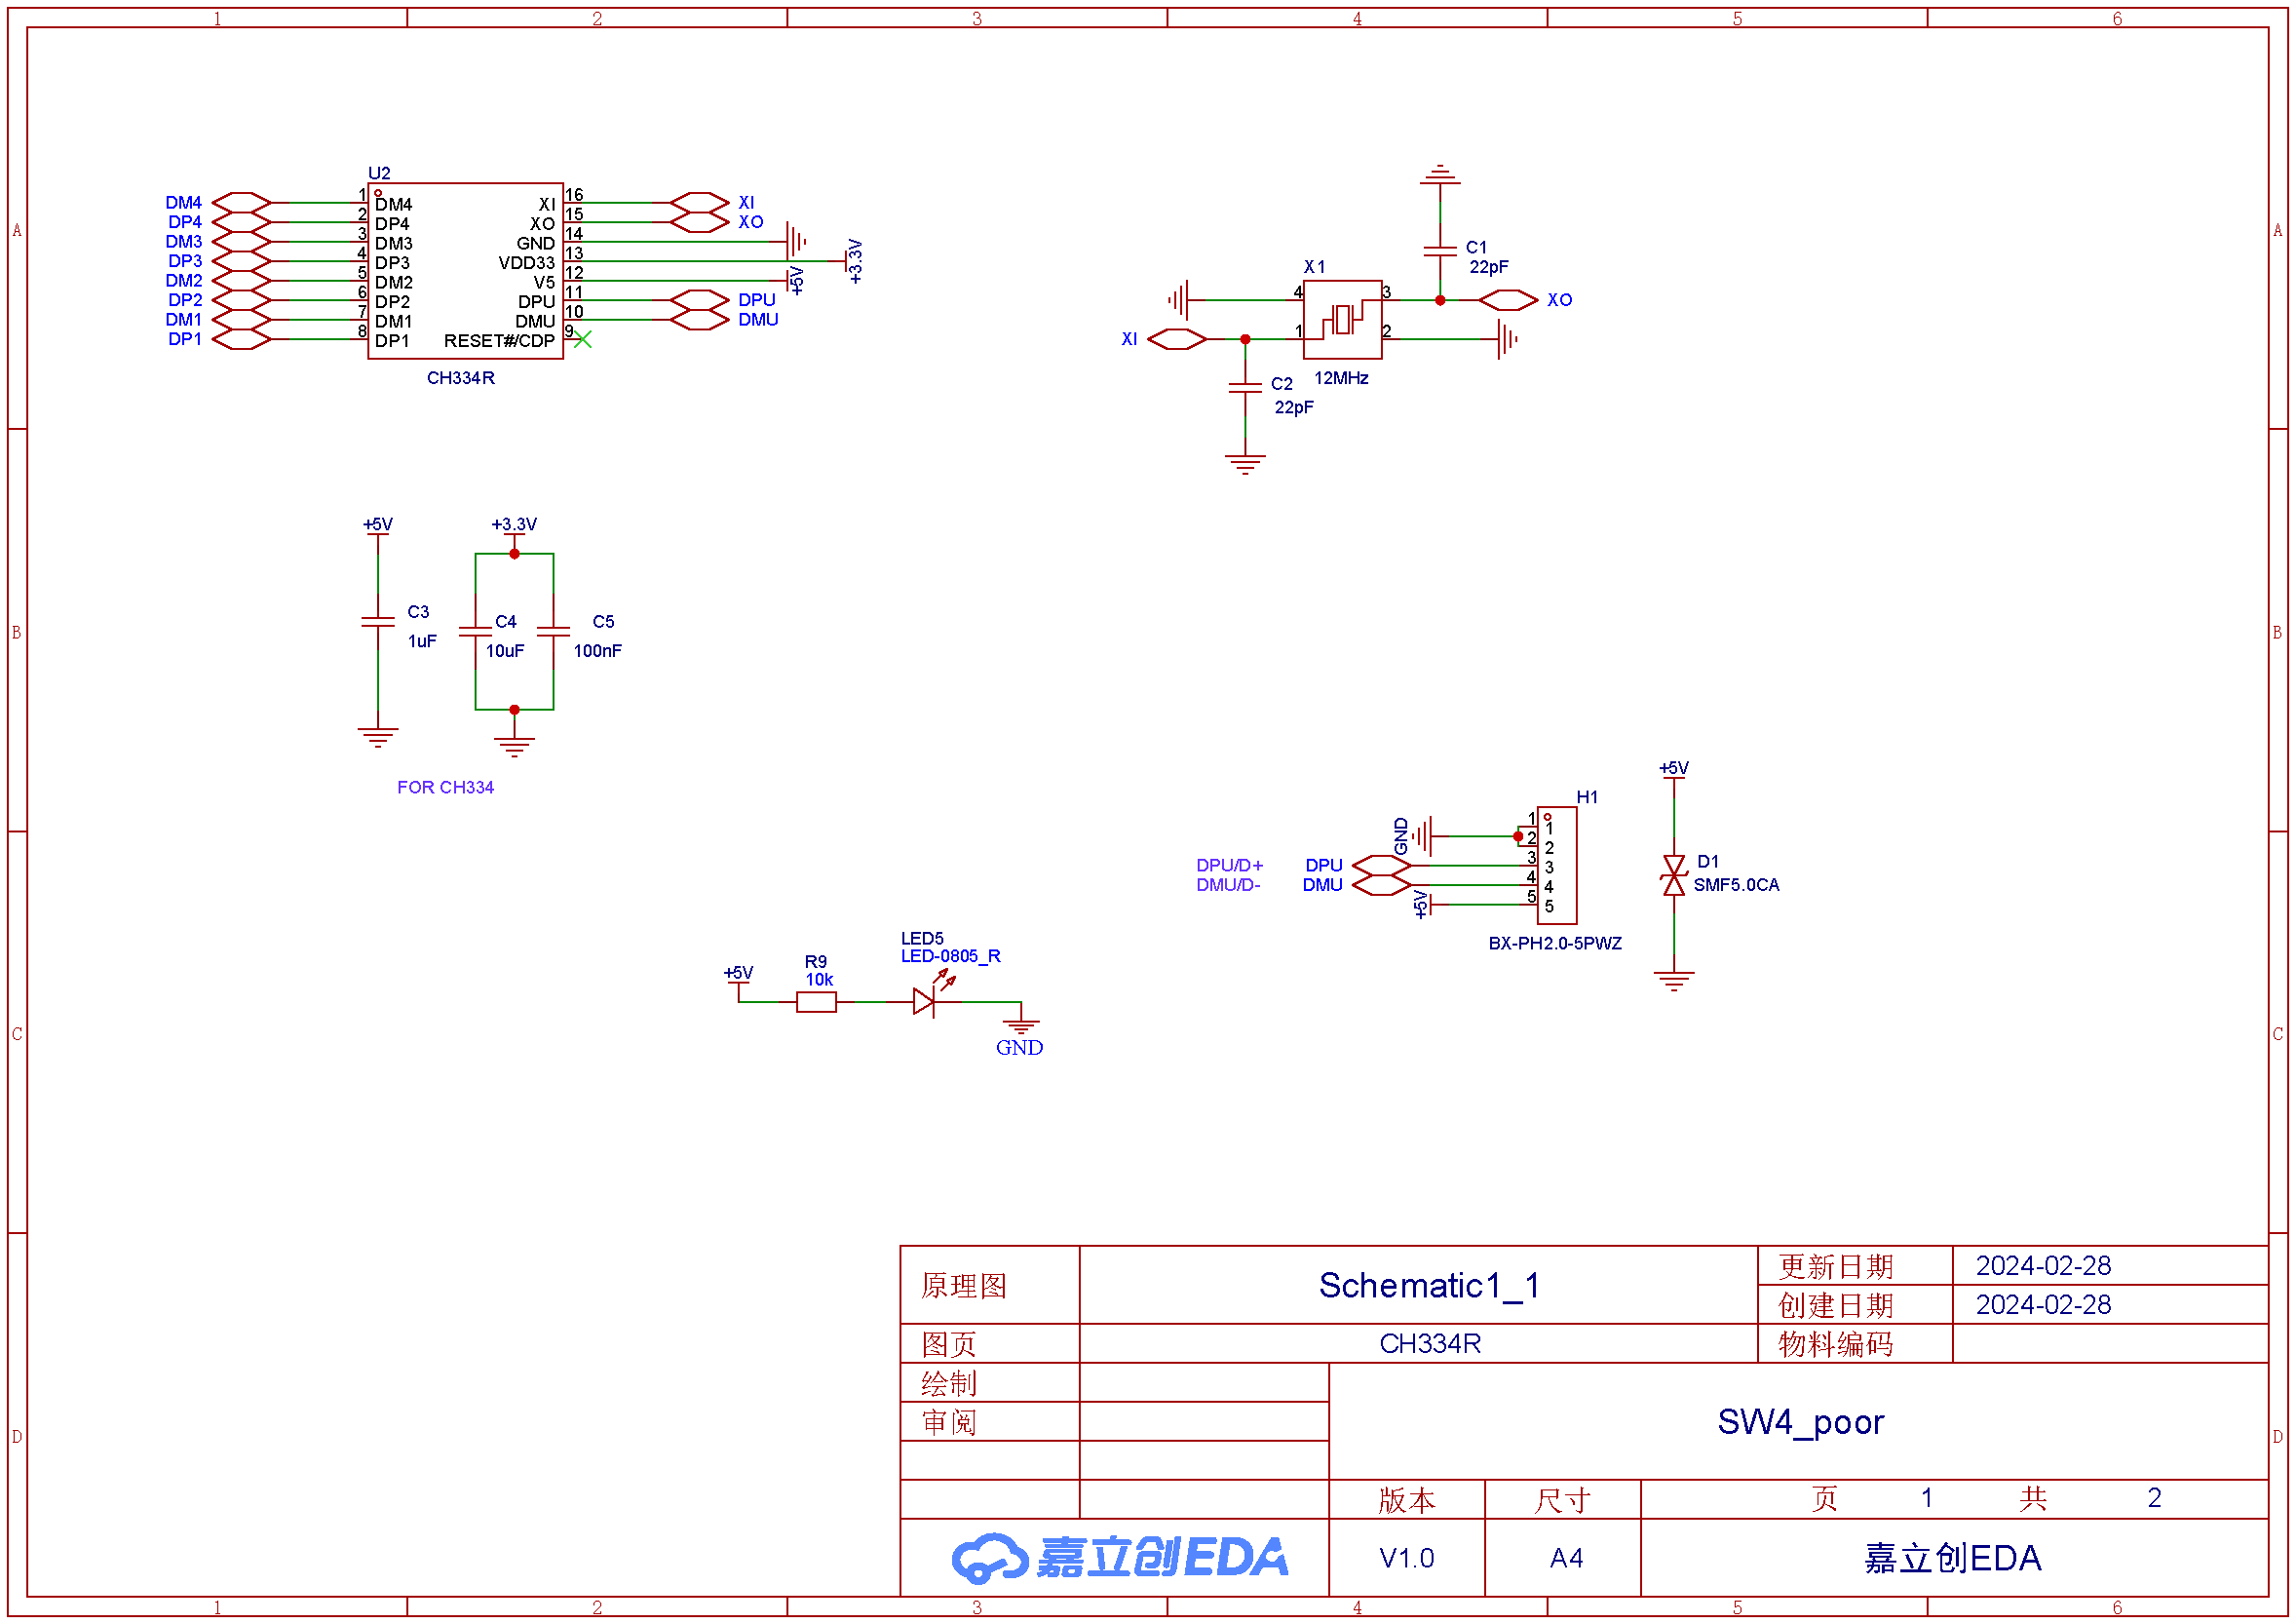 1 2 3 4 5 6
A A
U2
DM4 1 DM4 XI 16 XI
DP4 2 DP4 XO 15 XO
DM3 3 DM3 GND 14
DP3 4 DP3 VDD33 13 +3.3V
DM2 5 DM2 V5 12 +5V
DP2 6 DP2 DPU 11 DPU
DM1 7 DM1 DMU 10 DMU
DP1 8 DP1 RESET#/CDP 9
CH334R
C1
22pF
X1
4 3 XO
XI 1 2
12MHz
C2
22pF
+5V +3.3V
C3
1uF
C4
10uF
C5
100nF
B B
FOR CH334
+5V
H1
GND 1 1
2 2
DPU/D+ DPU 3 3
DMU/D- DMU 4 4
+5V 5 5
BX-PH2.0-5PWZ
D1
SMF5.0CA
LED5
LED-0805_R
+5V
R9
10k
GND
C C
原理图 Schematic1_1 更新日期 2024-02-28
创建日期 2024-02-28
图页 CH334R 物料编码
绘制
审阅
SW4_poor
D D
版本 尺寸 页 1 共 2
嘉立创EDA V1.0 A4 嘉立创EDA
1 2 3 4 5 6